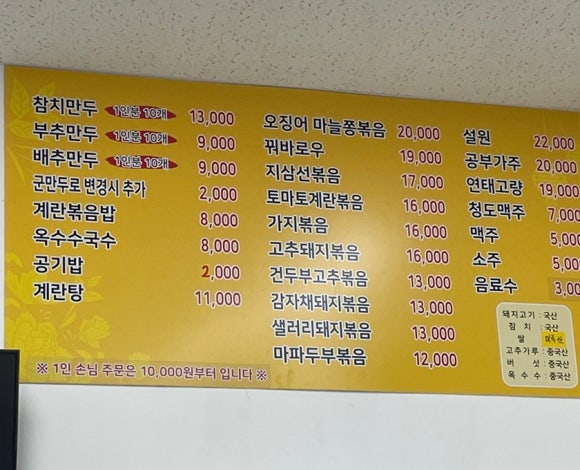 참치만두 1인분 10개 13,000
부추만두 1인분 10개 9,000
배추만두 1인분 10개 9,000
군만두로 변경시 추가 2,000
계란볶음밥 8,000
옥수수국수 8,000
공기밥 2,000
계란탕 11,000
※ 1인 손님 주문은 10,000원부터 입니다 ※
오징어 마늘쫑볶음 20,000
꿔바로우 19,000
지삼선볶음 17,000
토마토계란볶음 16,000
가지볶음 16,000
고추돼지볶음 16,000
건두부고추볶음 13,000
감자채돼지볶음 13,000
샐러리돼지볶음 13,000
마파두부볶음 12,000
설원 22,000
공부가주 20,000
연태고량 19,000
청도맥주 7,000
맥주 5,000
소주 5,000
음료수 3,00
돼지고기 : 국산
참치 : 국산
쌀
고추가루 : 중국산
버섯 : 중국산
옥수수 : 중국산